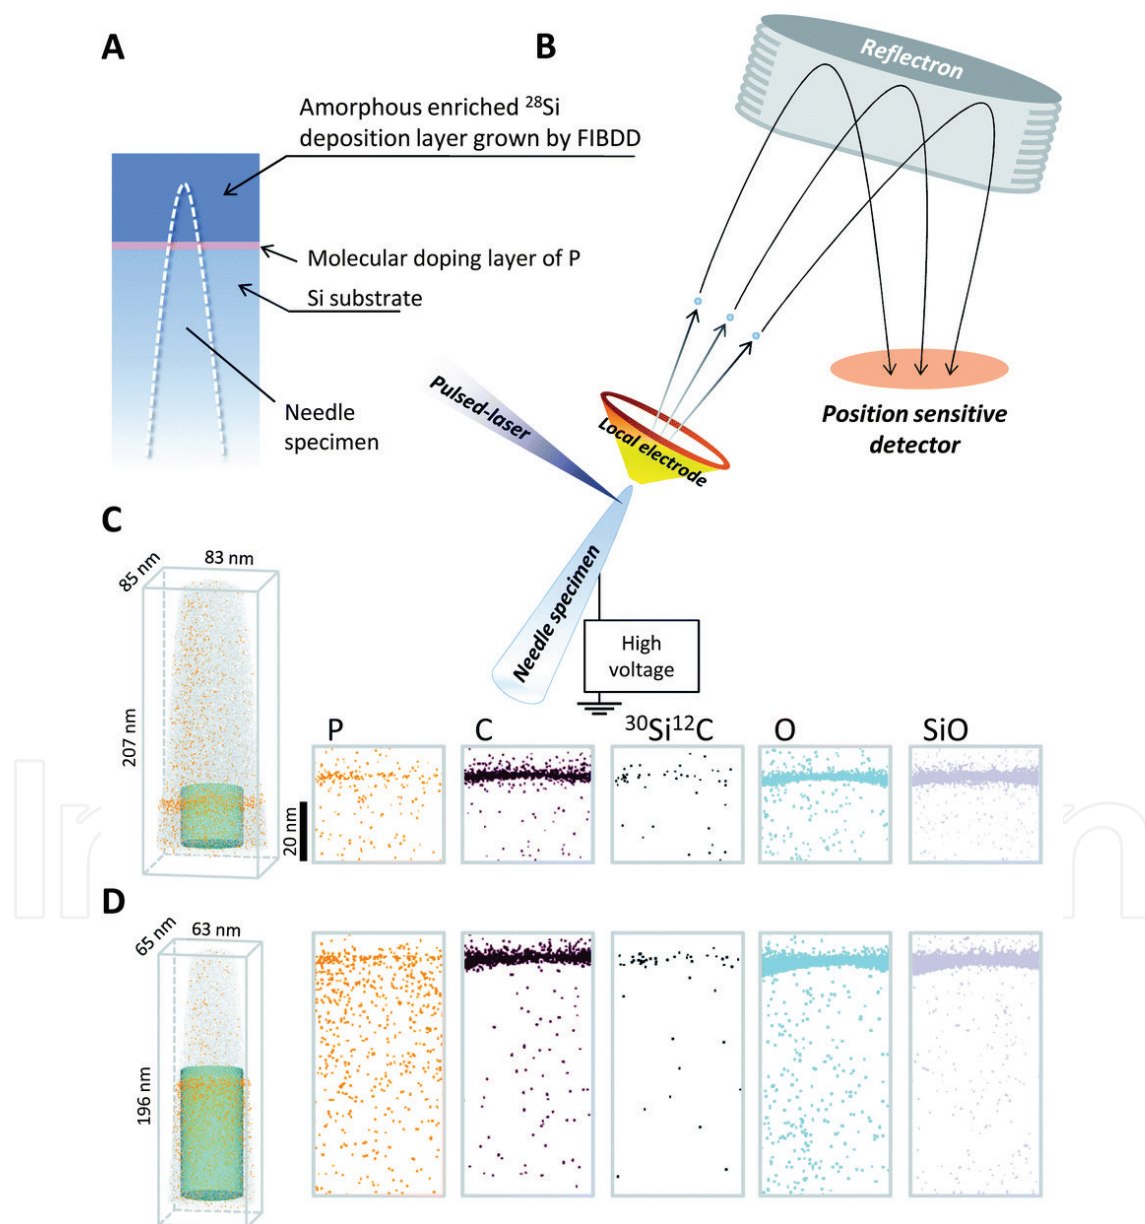 A
B
Reflectron
Amorphous enriched ²⁸Si
deposition layer grown by FIBDD
Molecular doping layer of P
Si substrate
Needle
specimen
Pulsed-laser
Local electrode
Position sensitive
detector
Needle specimen
High
voltage
C
85 nm
83 nm
207 nm
20 nm
P
C
³⁰Si¹²C
O
SiO
D
65 nm
63 nm
196 nm